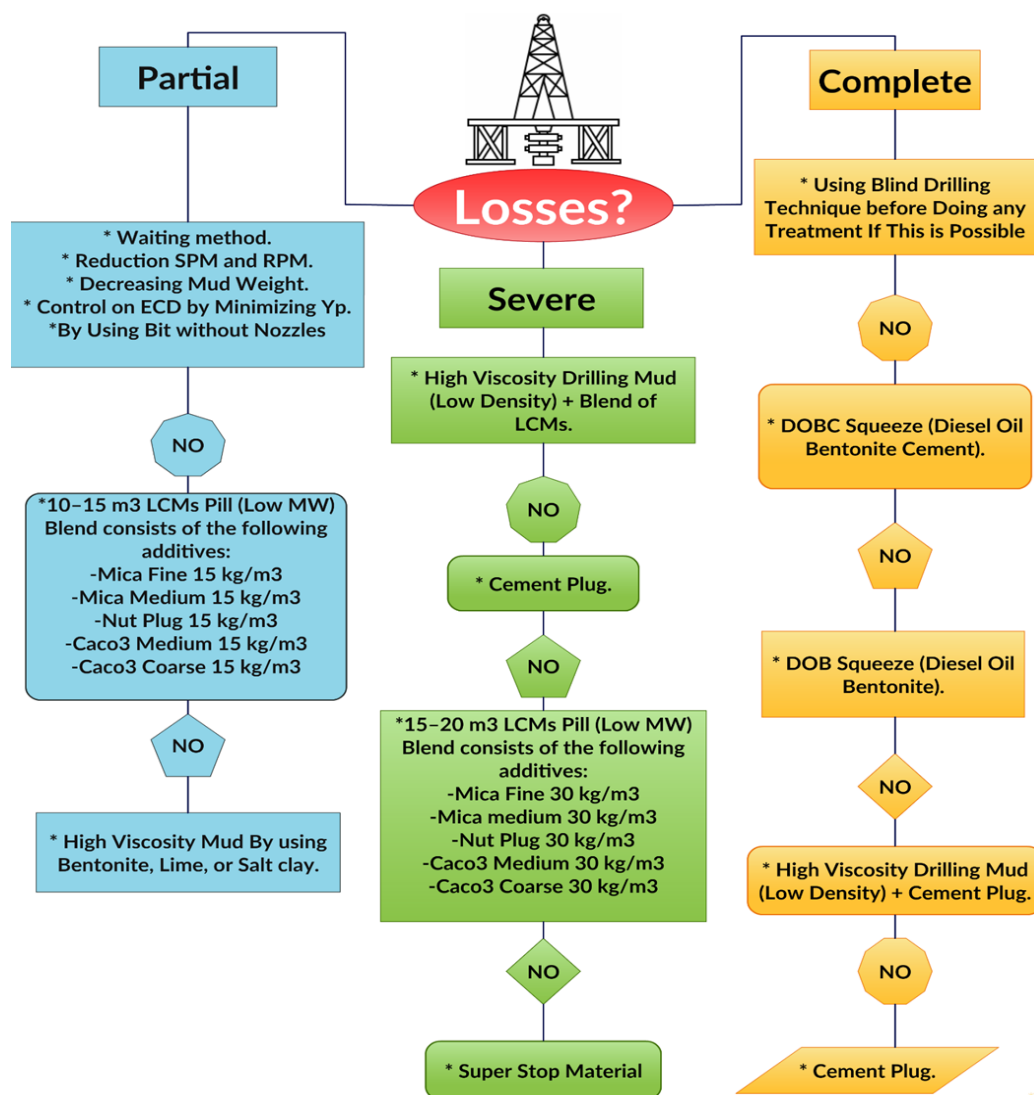 Losses?
Partial
* Waiting method.
* Reduction SPM and RPM.
* Decreasing Mud Weight.
* Control on ECD by Minimizing Yp.
*By Using Bit without Nozzles
NO
*10–15 m3 LCMs Pill (Low MW)
Blend consists of the following
additives:
-Mica Fine 15 kg/m3
-Mica Medium 15 kg/m3
-Nut Plug 15 kg/m3
-Caco3 Medium 15 kg/m3
-Caco3 Coarse 15 kg/m3
NO
* High Viscosity Mud By using
Bentonite, Lime, or Salt clay.
Severe
* High Viscosity Drilling Mud
(Low Density) + Blend of
LCMs.
NO
* Cement Plug.
NO
*15–20 m3 LCMs Pill (Low MW)
Blend consists of the following
additives:
-Mica Fine 30 kg/m3
-Mica medium 30 kg/m3
-Nut Plug 30 kg/m3
-Caco3 Medium 30 kg/m3
-Caco3 Coarse 30 kg/m3
NO
* Super Stop Material
Complete
* Using Blind Drilling
Technique before Doing any
Treatment If This is Possible
NO
* DOBC Squeeze (Diesel Oil
Bentonite Cement).
NO
* DOB Squeeze (Diesel Oil
Bentonite).
NO
* High Viscosity Drilling Mud
(Low Density) + Cement Plug.
NO
* Cement Plug.